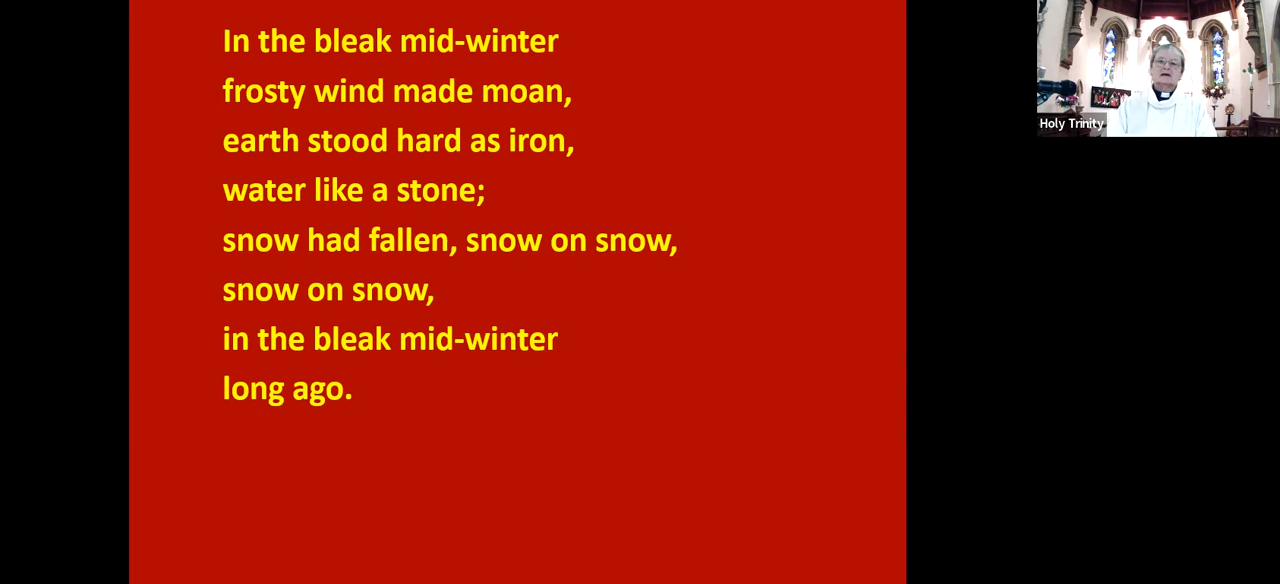 In the bleak mid-winter
frosty wind made moan,
earth stood hard as iron,
water like a stone;
snow had fallen, snow on snow,
snow on snow,
in the bleak mid-winter
long ago.
Holy Trinity